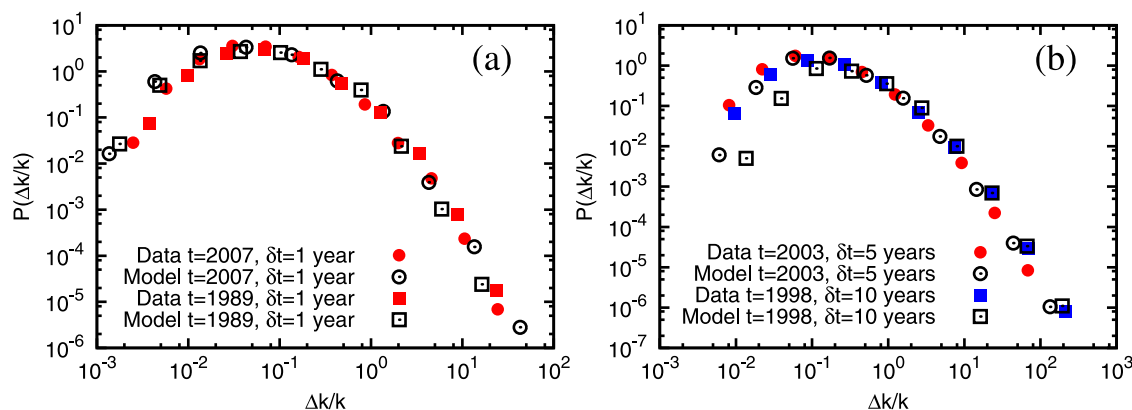 (a)
P(Δk/k)
10^1
10^0
10^-1
10^-2
10^-3
10^-4
10^-5
10^-6
Data t=2007, δt=1 year
Model t=2007, δt=1 year
Data t=1989, δt=1 year
Model t=1989, δt=1 year
10^-3 10^-2 10^-1 10^0 10^1 10^2
Δk/k
(b)
P(Δk/k)
10^1
10^0
10^-1
10^-2
10^-3
10^-4
10^-5
10^-6
10^-7
Data t=2003, δt=5 years
Model t=2003, δt=5 years
Data t=1998, δt=10 years
Model t=1998, δt=10 years
10^-3 10^-2 10^-1 10^0 10^1 10^2 10^3
Δk/k